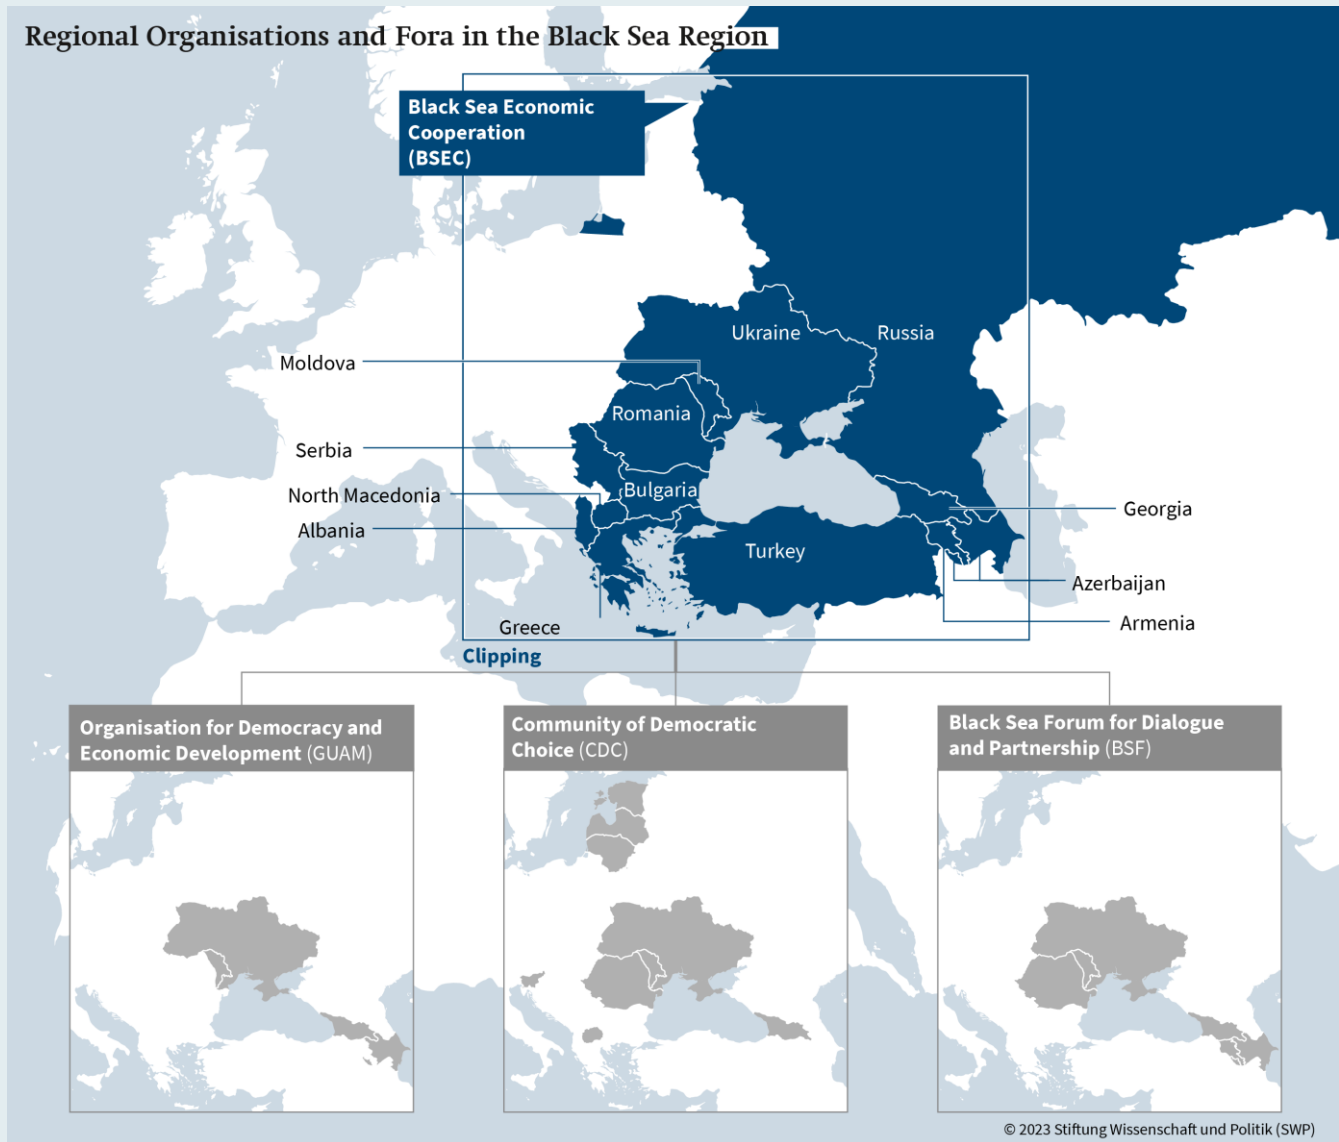 Regional Organisations and Fora in the Black Sea Region
Black Sea Economic
Cooperation
(BSEC)
Ukraine
Russia
Moldova
Romania
Serbia
North Macedonia
Bulgaria
Albania
Georgia
Turkey
Azerbaijan
Armenia
Greece
Clipping
Organisation for Democracy and
Economic Development (GUAM)
Community of Democratic
Choice (CDC)
Black Sea Forum for Dialogue
and Partnership (BSF)
© 2023 Stiftung Wissenschaft und Politik (SWP)